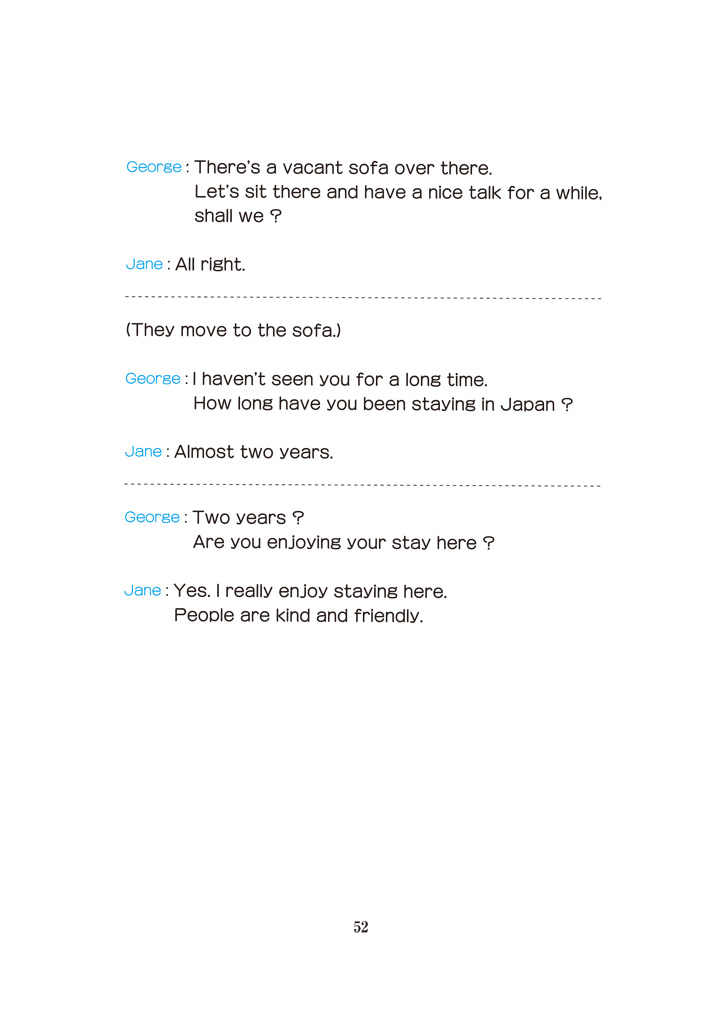 George : There's a vacant sofa over there.
Let's sit there and have a nice talk for a while,
shall we ?
Jane : All right.
(They move to the sofa.)
George : I haven't seen you for a long time.
How long have you been staying in Japan ?
Jane : Almost two years.
George : Two years ?
Are you enjoying your stay here ?
Jane : Yes. I really enjoy staying here.
People are kind and friendly.
52